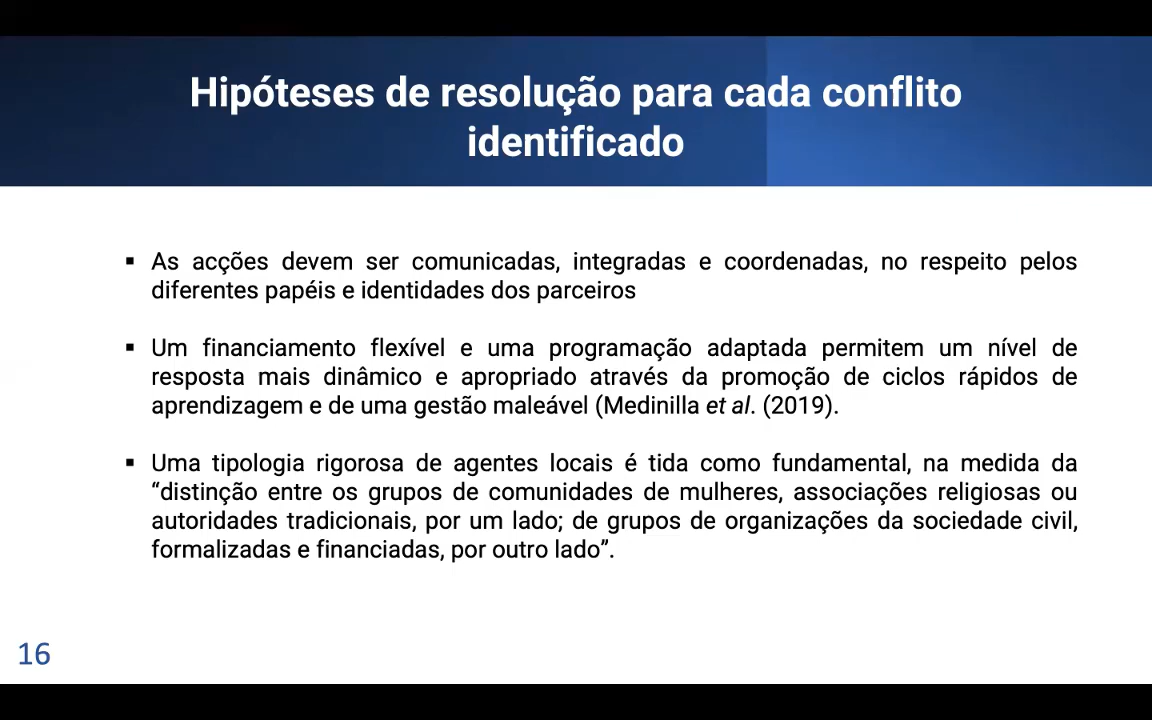 Hipóteses de resolução para cada conflito
identificado
▪ As acções devem ser comunicadas, integradas e coordenadas, no respeito pelos
diferentes papéis e identidades dos parceiros
▪ Um financiamento flexível e uma programação adaptada permitem um nível de
resposta mais dinâmico e apropriado através da promoção de ciclos rápidos de
aprendizagem e de uma gestão maleável (Medinilla et al. (2019).
▪ Uma tipologia rigorosa de agentes locais é tida como fundamental, na medida da
“distinção entre os grupos de comunidades de mulheres, associações religiosas ou
autoridades tradicionais, por um lado; de grupos de organizações da sociedade civil,
formalizadas e financiadas, por outro lado”.
16